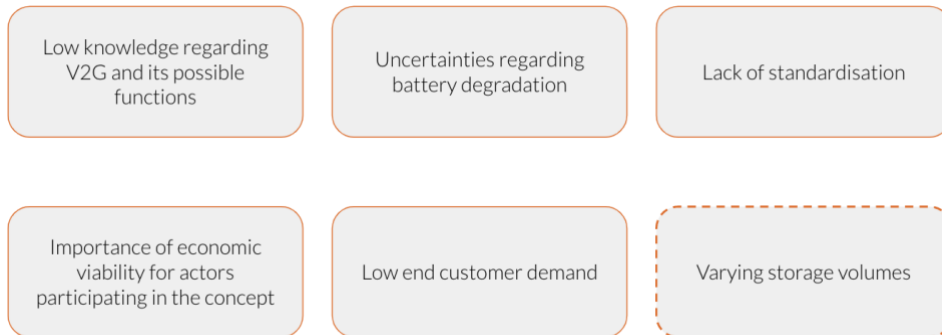 Low knowledge regarding
V2G and its possible
functions
Uncertainties regarding
battery degradation
Lack of standardisation
Importance of economic
viability for actors
participating in the concept
Low end customer demand
Varying storage volumes